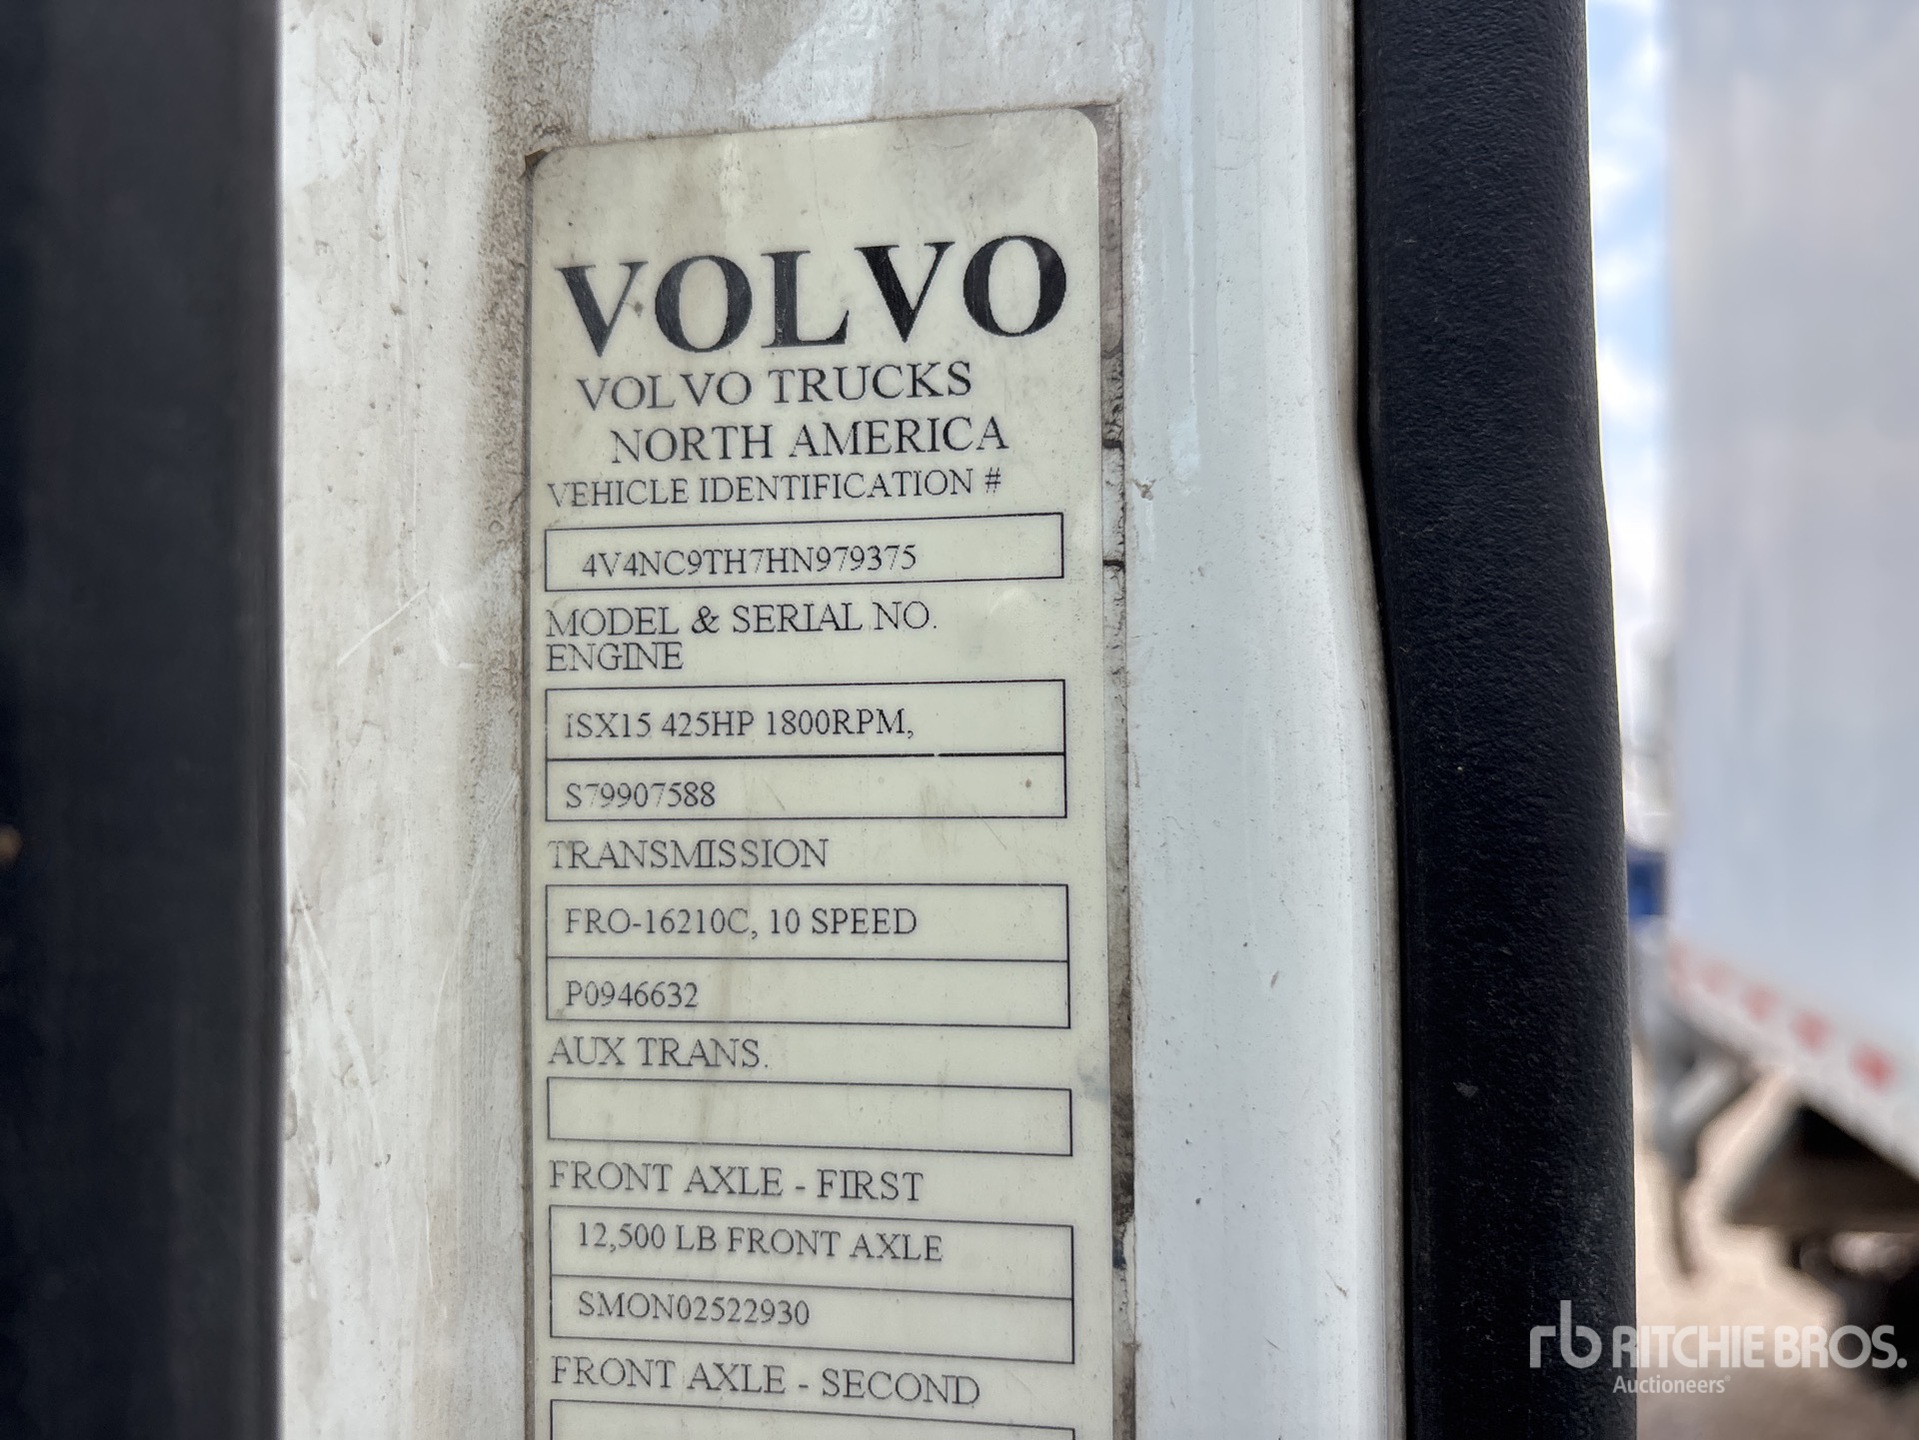 VOLVO
VOLVO TRUCKS
NORTH AMERICA
VEHICLE IDENTIFICATION #
4V4NC9TH7HN979375
MODEL & SERIAL NO.
ENGINE
ISX15 425HP 1800RPM,
S79907588
TRANSMISSION
FRO-16210C, 10 SPEED
P0946632
AUX TRANS.
FRONT AXLE - FIRST
12,500 LB FRONT AXLE
SMON02522930
FRONT AXLE - SECOND
rb RITCHIE BROS.
Auctioneers